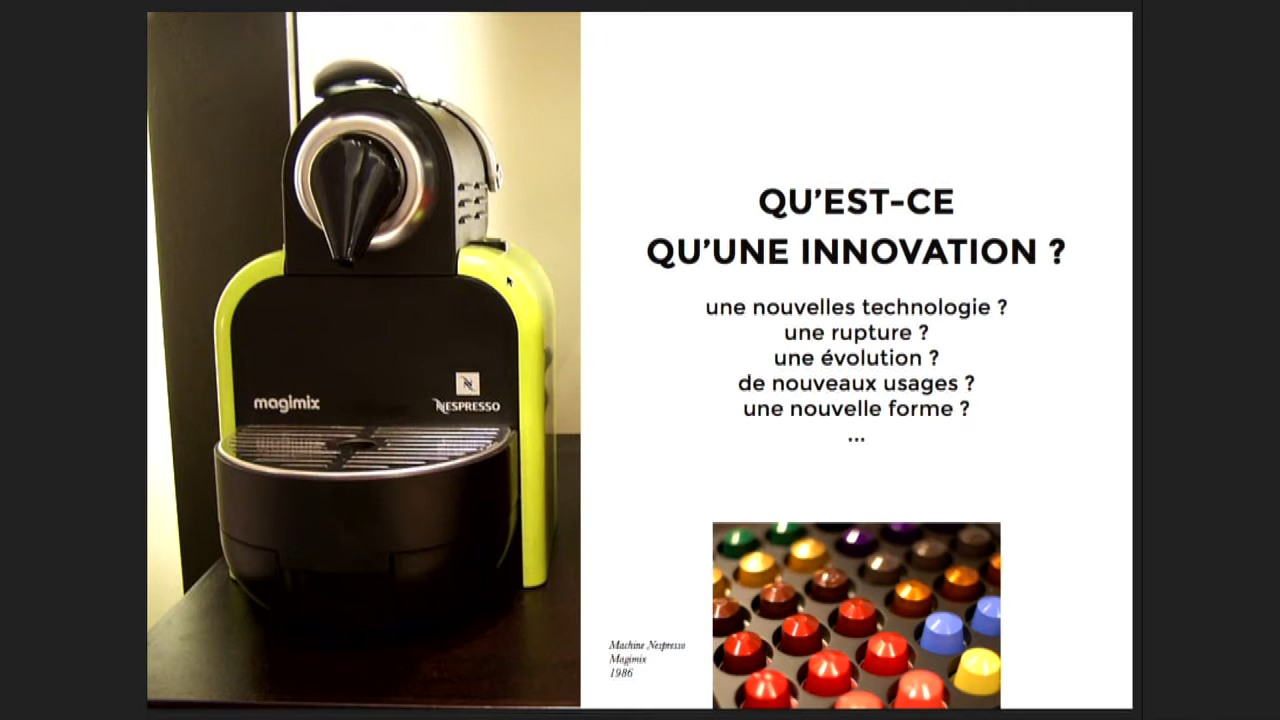 magimix
NESPRESSO
QU'EST-CE
QU'UNE INNOVATION ?
une nouvelles technologie ?
une rupture ?
une évolution ?
de nouveaux usages ?
une nouvelle forme ?
...
Machine Nespresso
Magimix
1986